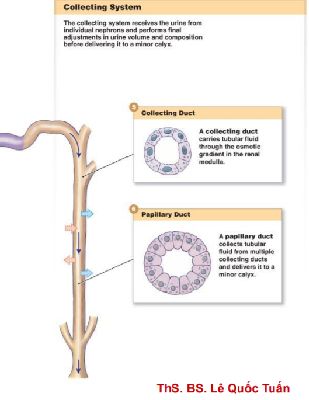 Collecting System
The collecting system receives the urine from
individual nephrons and performs final
adjustments in urine volume and composition
before delivering it to a minor calyx.
5
Collecting Duct
A collecting duct
carries tubular fluid
through the osmotic
gradient in the renal
medulla.
6
Papillary Duct
A papillary duct
collects tubular
fluid from multiple
collecting ducts
and delivers it to a
minor calyx.
ThS. BS. Lê Quốc Tuấn